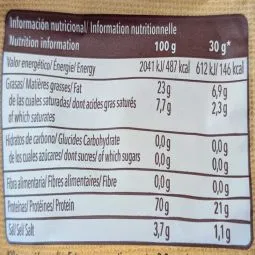 Información nutricional/ Information nutritionnelle
Nutrition information 100 g 30 g*
Valor energético/ Énergie/ Energy 2041 kJ/ 487 kcal 612 kJ/ 146 kcal
Grasas/ Matières grasses/ Fat 23 g 6,9 g
de las cuales saturadas/ dont acides gras saturés 7,7 g 2,3 g
of which saturates
Hidratos de carbono/ Glucides Carbohydrate 0,0 g 0,0 g
de los cuales azúcares/ dont sucres/ of which sugars 0,0 g 0,0 g
Fibra alimentaria/ Fibres alimentaires/ Fibre 0,0 g 0,0 g
Proteínas/ Protéines/ Protein 70 g 21 g
Sal/ Sel/ Salt 3,7 g 1,1 g